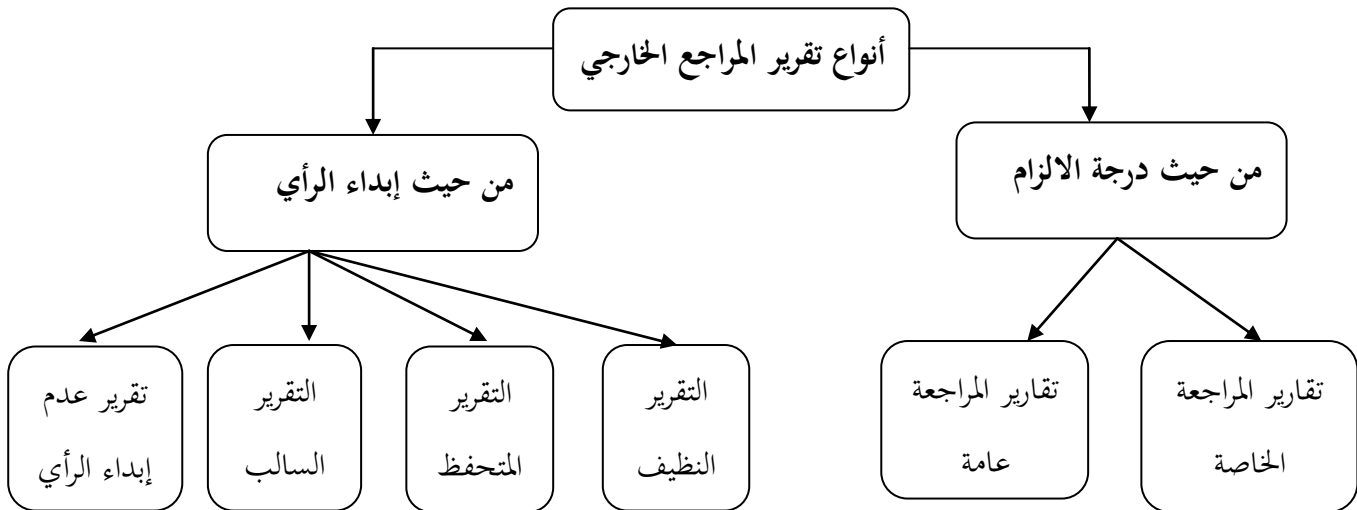 أنواع تقرير المراجع الخارجي
من حيث درجة الالزام
من حيث إبداء الرأي
تقارير المراجعة
الخاصة
تقارير المراجعة
عامة
التقرير
النظيف
التقرير
المتحفظ
التقرير
السالب
تقرير عدم
إبداء الرأي